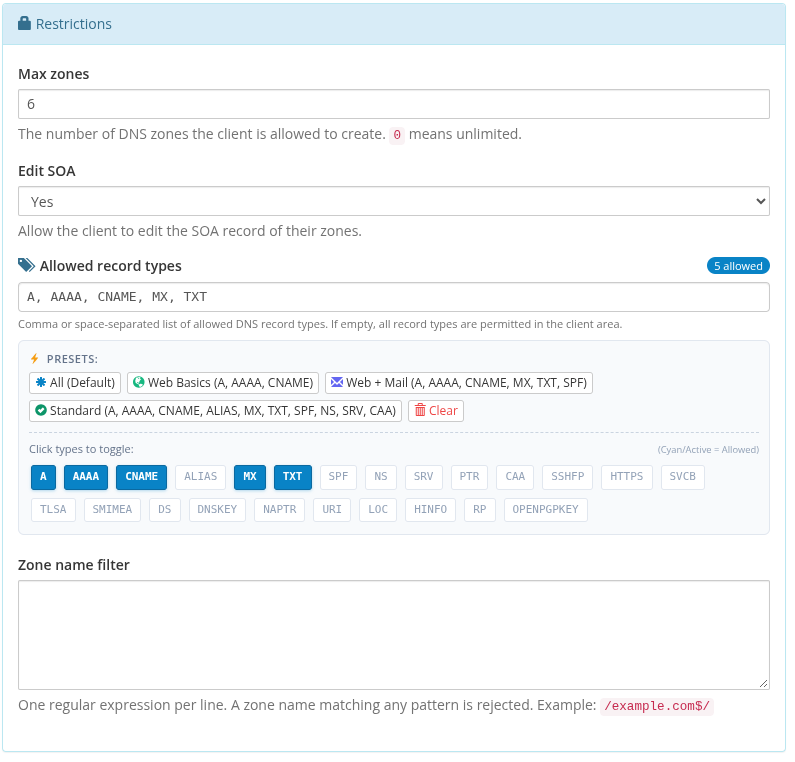 Restrictions
Max zones
6
The number of DNS zones the client is allowed to create. 0 means unlimited.
Edit SOA
Yes
Allow the client to edit the SOA record of their zones.
Allowed record types 5 allowed
A, AAAA, CNAME, MX, TXT
Comma or space-separated list of allowed DNS record types. If empty, all record types are permitted in the client area.
PRESETS:
All (Default) Web Basics (A, AAAA, CNAME) Web + Mail (A, AAAA, CNAME, MX, TXT, SPF)
Standard (A, AAAA, CNAME, ALIAS, MX, TXT, SPF, NS, SRV, CAA) Clear
Click types to toggle: (Cyan/Active = Allowed)
A AAAA CNAME ALIAS MX TXT SPF NS SRV PTR CAA SSHFP HTTPS SVCB
TLSA SMIMEA DS DNSKEY NAPTR URI LOC HINFO RP OPENPGPKEY
Zone name filter
One regular expression per line. A zone name matching any pattern is rejected. Example: /example.com$/